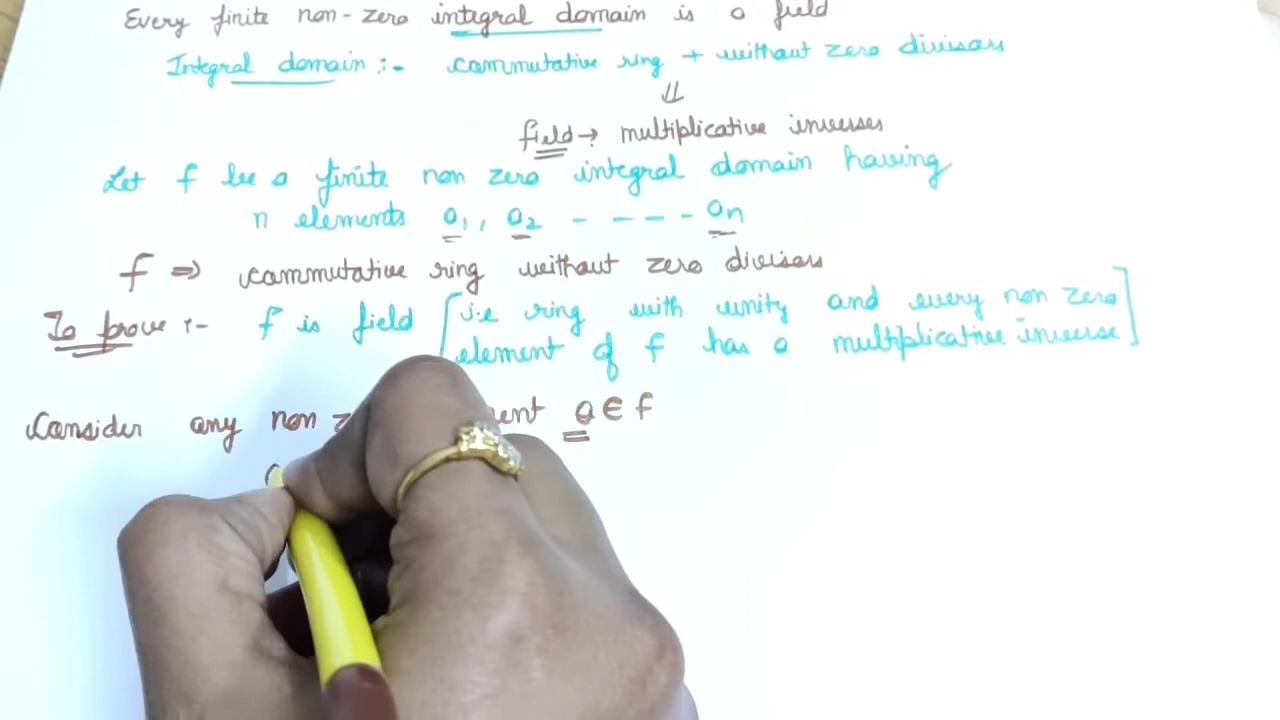 Every finite non-zero integral domain is a field
Integral domain :- commutative ring + without zero divisors
⇓
field → multiplicative inverses
Let f be a finite non zero integral domain having
n elements a1, a2 - - - - - an
f ⇒ commutative ring without zero divisors
To prove :- f is field [i.e ring with unity and every non zero
element of f has a multiplicative inverse]
Consider any non a ∈ f